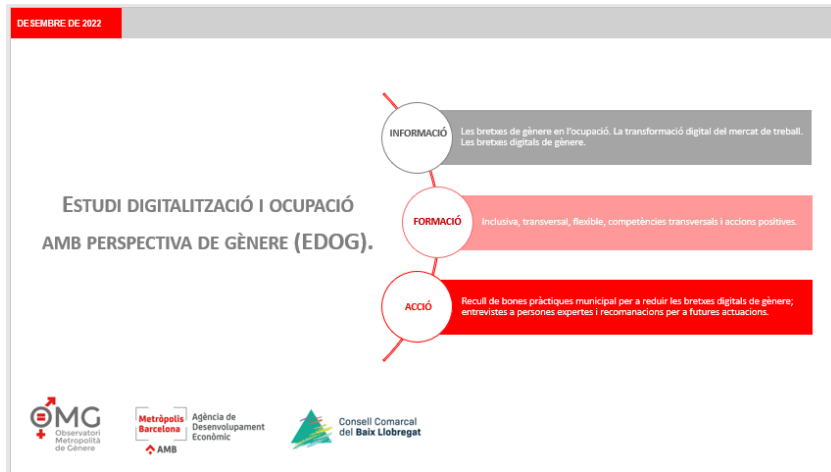 DESEMBRE DE 2022
ESTUDI DIGITALITZACIÓ I OCUPACIÓ
AMB PERSPECTIVA DE GÈNERE (EDOG).
INFORMACIÓ
Les bretxes de gènere en l'ocupació. La transformació digital del mercat de treball.
Les bretxes digitals de gènere.
FORMACIÓ
Inclusiva, transversal, flexible, competències transversals i accions positives.
ACCIÓ
Recull de bones pràctiques municipal per a reduir les bretxes digitals de gènere;
entrevistes a persones expertes i recomanacions per a futures actuacions.
OMG
Observatori
Metropolità
de Gènere
Metròpolis
Barcelona
AMB
Agència de
Desenvolupament
Econòmic
Consell Comarcal
del Baix Llobregat